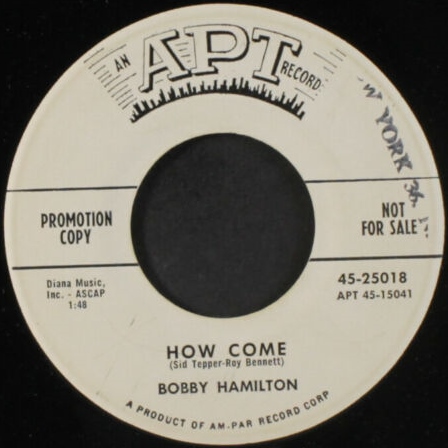 AN APT RECORD
W YORK 36,
PROMOTION
COPY
NOT
FOR SALE
Diana Music,
Inc. - ASCAP
1:48
45-25018
APT 45-15041
HOW COME
(Sid Tepper-Roy Bennett)
BOBBY HAMILTON
A PRODUCT OF AM-PAR RECORD CORP